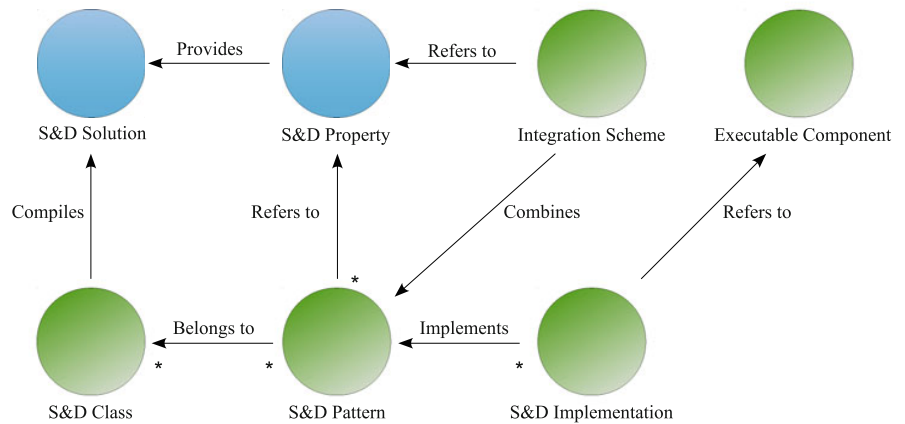 Provides
Refers to
S&D Solution
S&D Property
Integration Scheme
Executable Component
Compiles
Refers to
Combines
Refers to
*
Belongs to
Implements
*
*
*
S&D Class
S&D Pattern
S&D Implementation